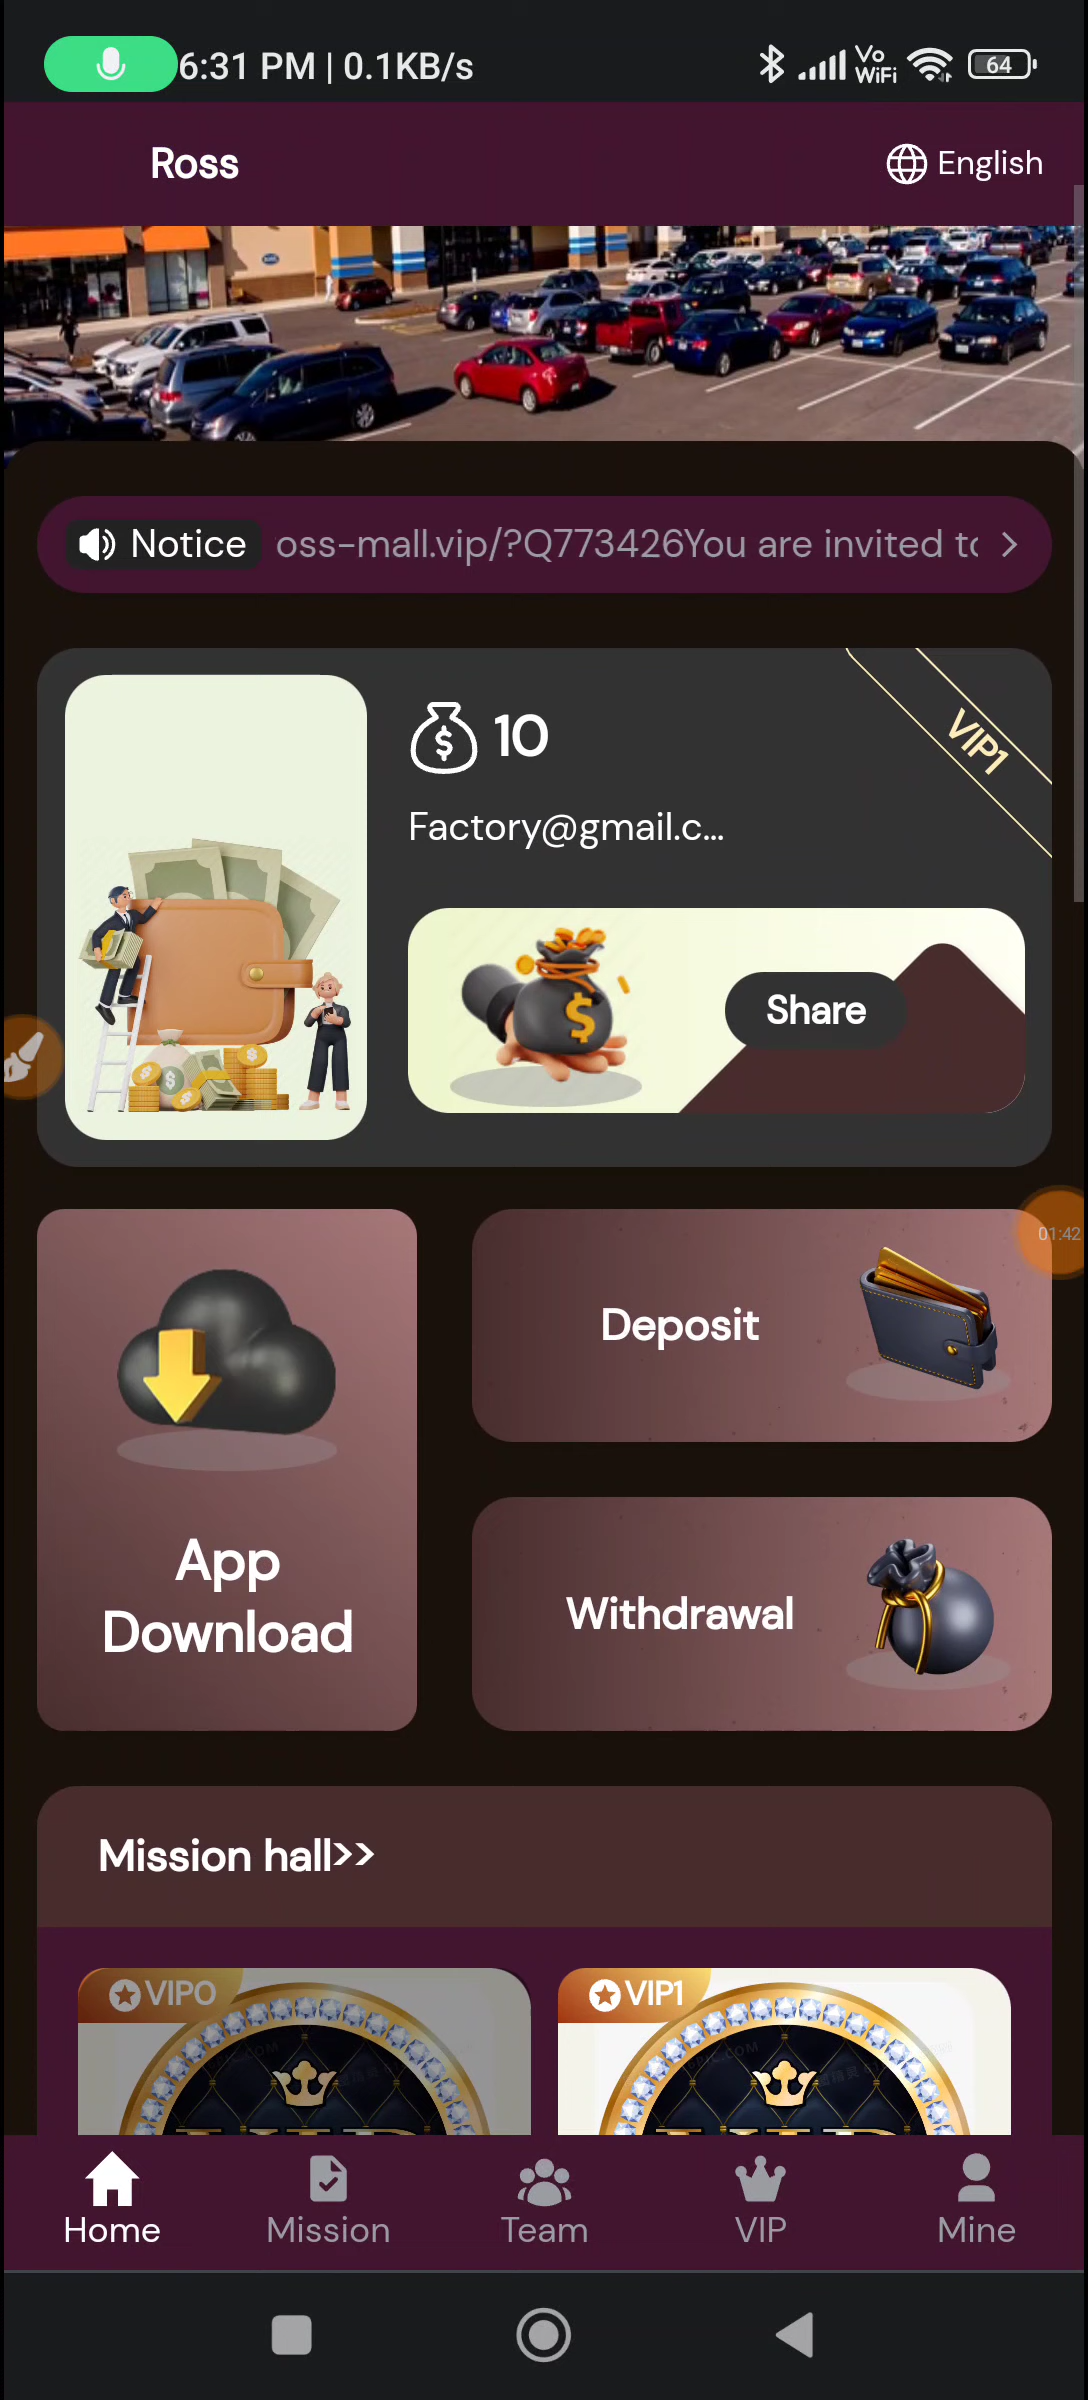 6:31 PM | 0.1KB/s
Vo
WiFi
64
Ross
English
Notice
oss-mall.vip/?Q773426You are invited to
10
VIP1
Factory@gmail.c...
Share
01:42
App
Download
Deposit
Withdrawal
Mission hall>>
VIP0
VIP1
Home
Mission
Team
VIP
Mine